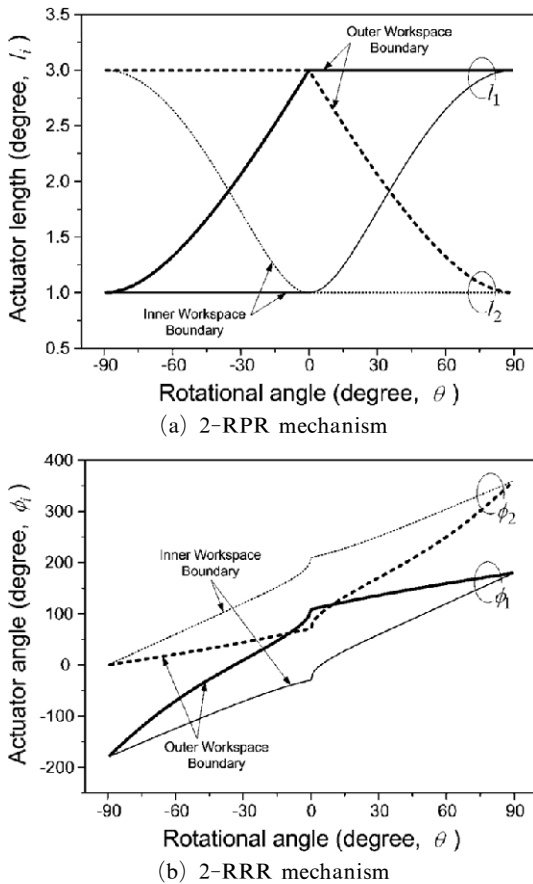 (a)
3.5
3.0
2.5
2.0
1.5
1.0
0.5
Actuator length (degree, l_i)
Outer Workspace
Boundary
l_1
Inner Workspace
Boundary
l_2
-90 -60 -30 0 30 60 90
Rotational angle (degree, θ)
(a) 2-RPR mechanism
400
300
200
100
0
-100
-200
Actuator angle (degree, ϕ_i)
Inner Workspace
Boundary
ϕ_2
ϕ_1
Outer Workspace
Boundary
-90 -60 -30 0 30 60 90
Rotational angle (degree, θ)
(b) 2-RRR mechanism